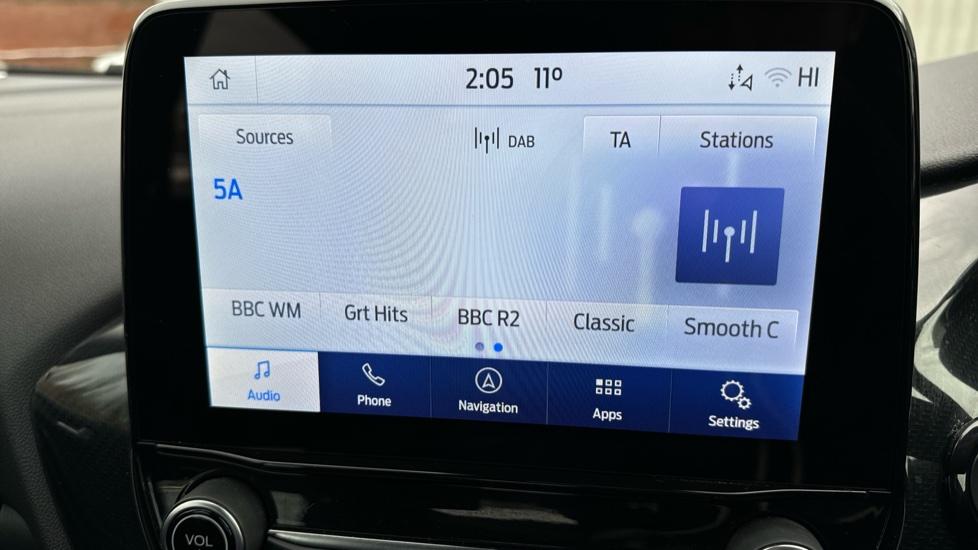 2:05 11º HI
Sources DAB TA Stations
5A
BBC WM Grt Hits BBC R2 Classic Smooth C
Audio Phone Navigation Apps Settings
VOL